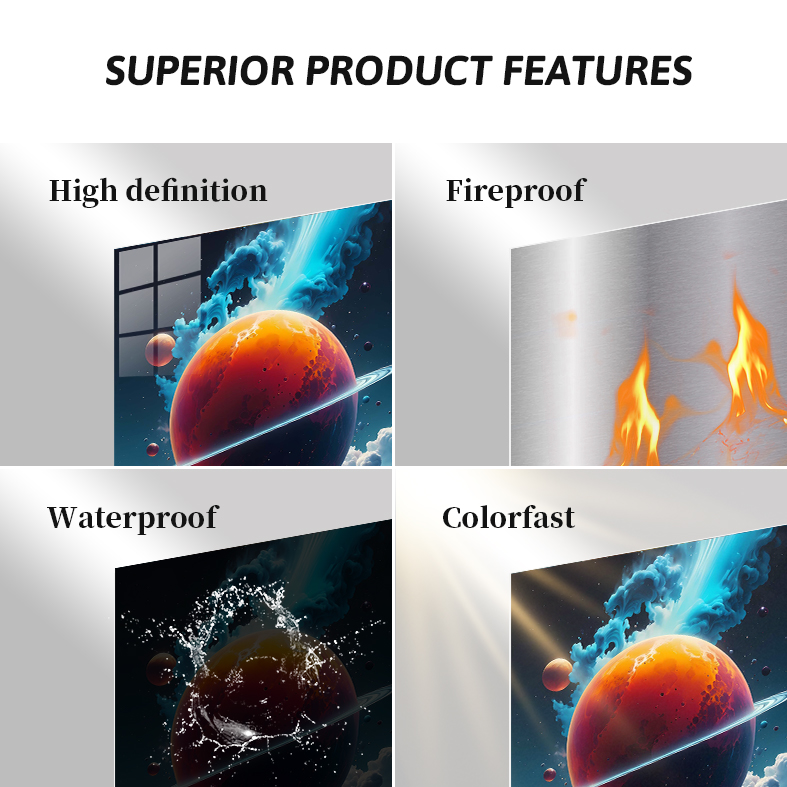 SUPERIOR PRODUCT FEATURES
High definition
Fireproof
Waterproof
Colorfast